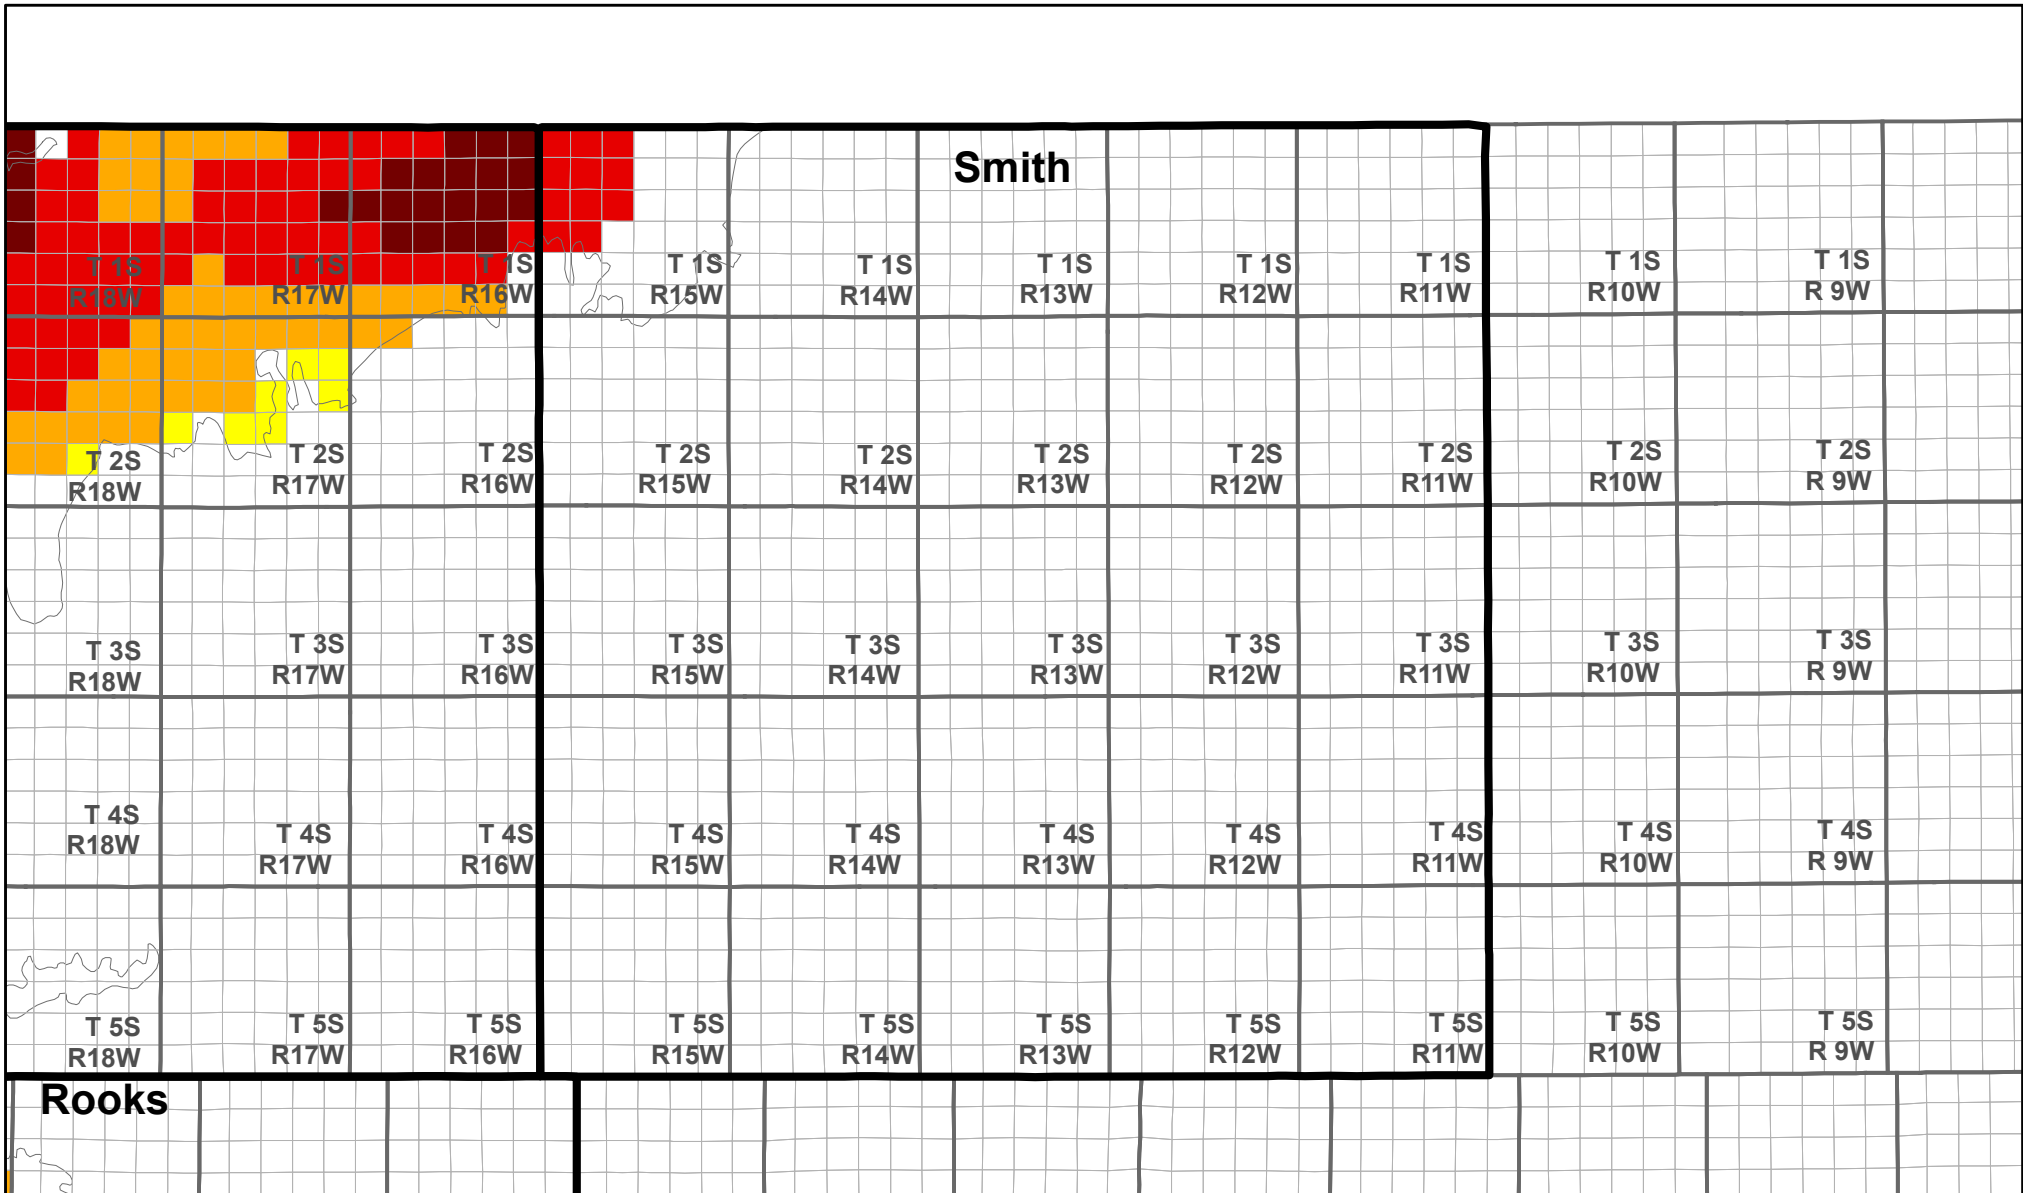 Smith
T 1S
R18W
T 1S
R17W
T 1S
R16W
T 1S
R15W
T 1S
R14W
T 1S
R13W
T 1S
R12W
T 1S
R11W
T 1S
R10W
T 1S
R 9W
T 2S
R18W
T 2S
R17W
T 2S
R16W
T 2S
R15W
T 2S
R14W
T 2S
R13W
T 2S
R12W
T 2S
R11W
T 2S
R10W
T 2S
R 9W
T 3S
R18W
T 3S
R17W
T 3S
R16W
T 3S
R15W
T 3S
R14W
T 3S
R13W
T 3S
R12W
T 3S
R11W
T 3S
R10W
T 3S
R 9W
T 4S
R18W
T 4S
R17W
T 4S
R16W
T 4S
R15W
T 4S
R14W
T 4S
R13W
T 4S
R12W
T 4S
R11W
T 4S
R10W
T 4S
R 9W
T 5S
R18W
T 5S
R17W
T 5S
R16W
T 5S
R15W
T 5S
R14W
T 5S
R13W
T 5S
R12W
T 5S
R11W
T 5S
R10W
T 5S
R 9W
Rooks